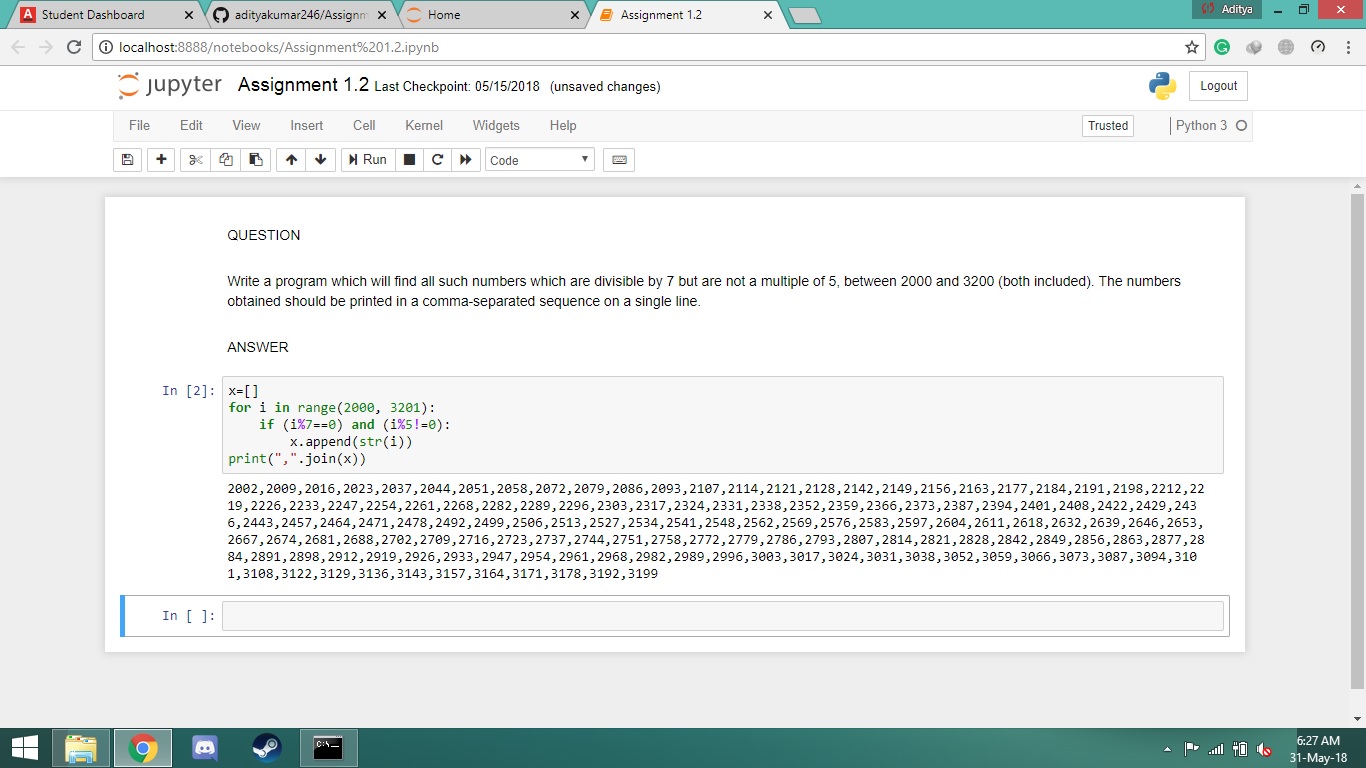 Student Dashboard
adityakumar246/Assignm
Home
Assignment 1.2
Aditya
localhost:8888/notebooks/Assignment%201.2.ipynb
jupyter Assignment 1.2 Last Checkpoint: 05/15/2018 (unsaved changes)
Logout
File Edit View Insert Cell Kernel Widgets Help
Trusted
Python 3
Run
Code
QUESTION
Write a program which will find all such numbers which are divisible by 7 but are not a multiple of 5, between 2000 and 3200 (both included). The numbers
obtained should be printed in a comma-separated sequence on a single line.
ANSWER
In [2]:
x=[]
for i in range(2000, 3201):
    if (i%7==0) and (i%5!=0):
        x.append(str(i))
print(",".join(x))
2002,2009,2016,2023,2037,2044,2051,2058,2072,2079,2086,2093,2107,2114,2121,2128,2142,2149,2156,2163,2177,2184,2191,2198,2212,22
19,2226,2233,2247,2254,2261,2268,2282,2289,2296,2303,2317,2324,2331,2338,2352,2359,2366,2373,2387,2394,2401,2408,2422,2429,243
6,2443,2457,2464,2471,2478,2492,2499,2506,2513,2527,2534,2541,2548,2562,2569,2576,2583,2597,2604,2611,2618,2632,2639,2646,2653,
2667,2674,2681,2688,2702,2709,2716,2723,2737,2744,2751,2758,2772,2779,2786,2793,2807,2814,2821,2828,2842,2849,2856,2863,2877,28
84,2891,2898,2912,2919,2926,2933,2947,2954,2961,2968,2982,2989,2996,3003,3017,3024,3031,3038,3052,3059,3066,3073,3087,3094,310
1,3108,3122,3129,3136,3143,3157,3164,3171,3178,3192,3199
In [ ]:
6:27 AM
31-May-18